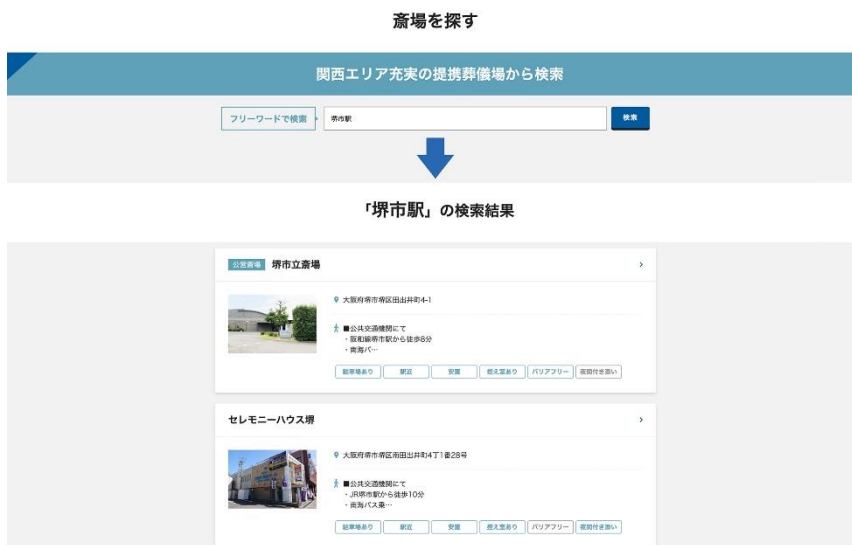 斎場を探す
関西エリア充実の提携葬儀場から検索
フリーワードで検索
堺市駅
検索
「堺市駅」の検索結果
公営斎場 堺市立斎場
大阪府堺市堺区田出井町4-1
■公共交通機関にて
・阪和線堺市駅から徒歩8分
・南海バ…
駐車場あり 駅近 安置 控え室あり バリアフリー 夜間付き添い
セレモニーハウス堺
大阪府堺市堺区南田出井町4丁1番28号
■公共交通機関にて
・JR堺市駅から徒歩10分
・南海バス乗…
駐車場あり 駅近 安置 控え室あり バリアフリー 夜間付き添い